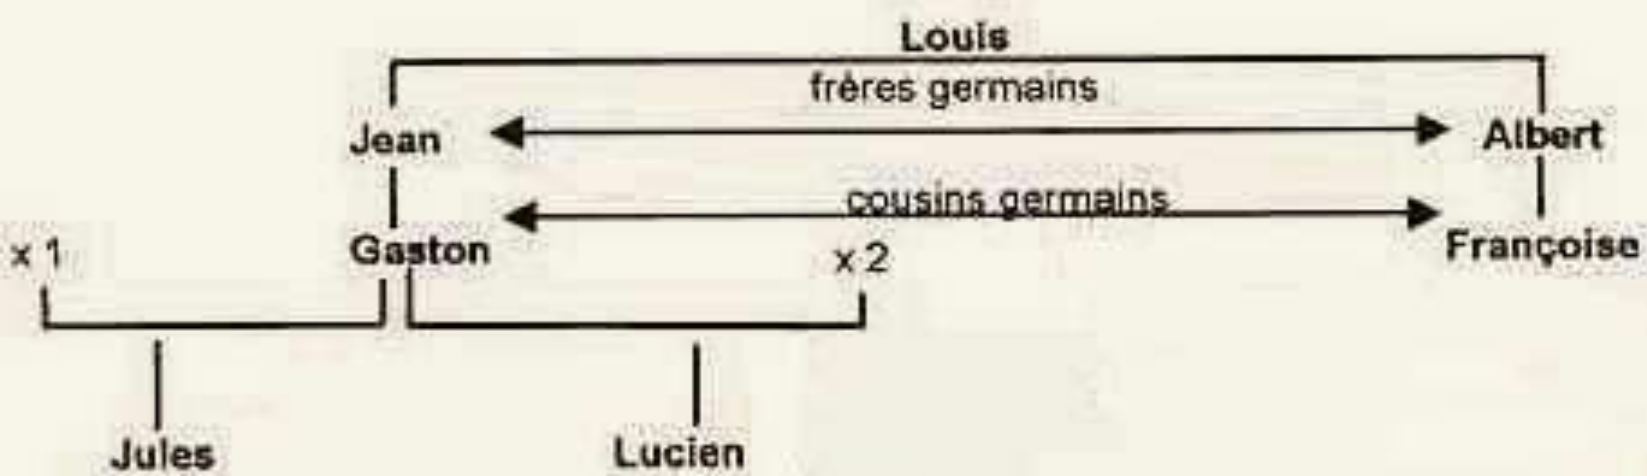 Louis
frères germains
Jean
Albert
cousins germains
x 1
Gaston
x 2
Françoise
Jules
Lucien